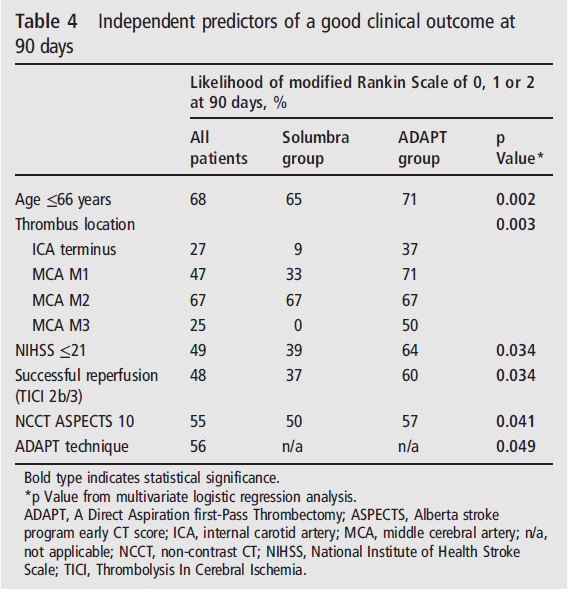 Table 4 Independent predictors of a good clinical outcome at
90 days
Likelihood of modified Rankin Scale of 0, 1 or 2
at 90 days, %
All patients Solumbra group ADAPT group p Value*
Age ≤66 years 68 65 71 0.002
Thrombus location 0.003
ICA terminus 27 9 37
MCA M1 47 33 71
MCA M2 67 67 67
MCA M3 25 0 50
NIHSS ≤21 49 39 64 0.034
Successful reperfusion 48 37 60 0.034
(TICI 2b/3)
NCCT ASPECTS 10 55 50 57 0.041
ADAPT technique 56 n/a n/a 0.049
Bold type indicates statistical significance.
*p Value from multivariate logistic regression analysis.
ADAPT, A Direct Aspiration first-Pass Thrombectomy; ASPECTS, Alberta stroke
program early CT score; ICA, internal carotid artery; MCA, middle cerebral artery; n/a,
not applicable; NCCT, non-contrast CT; NIHSS, National Institute of Health Stroke
Scale; TICI, Thrombolysis In Cerebral Ischemia.